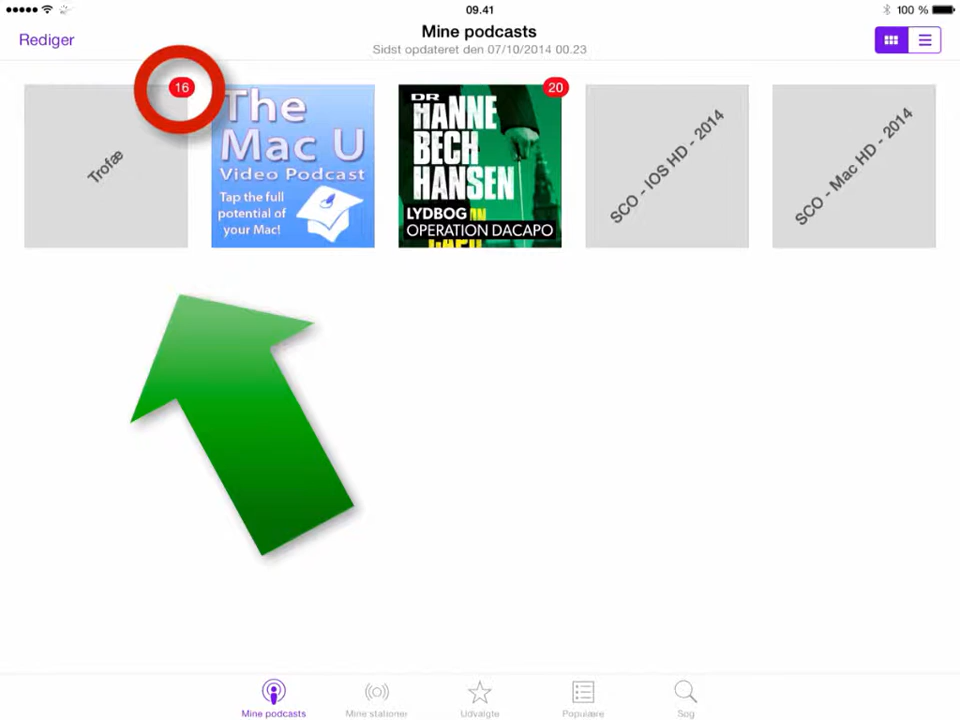 09.41
100 %
Rediger
Mine podcasts
Sidst opdateret den 07/10/2014 00.23
16
Trofæ
The
Mac U
Video Podcast
Tap the full
potential of
your Mac!
20
DR
HANNE
BECH
HANSEN
LYDBOG
OPERATION DACAPO
SCO - IOS HD - 2014
SCO - Mac HD - 2014
Mine podcasts
Mine stationer
Udvalgte
Populære
Søg